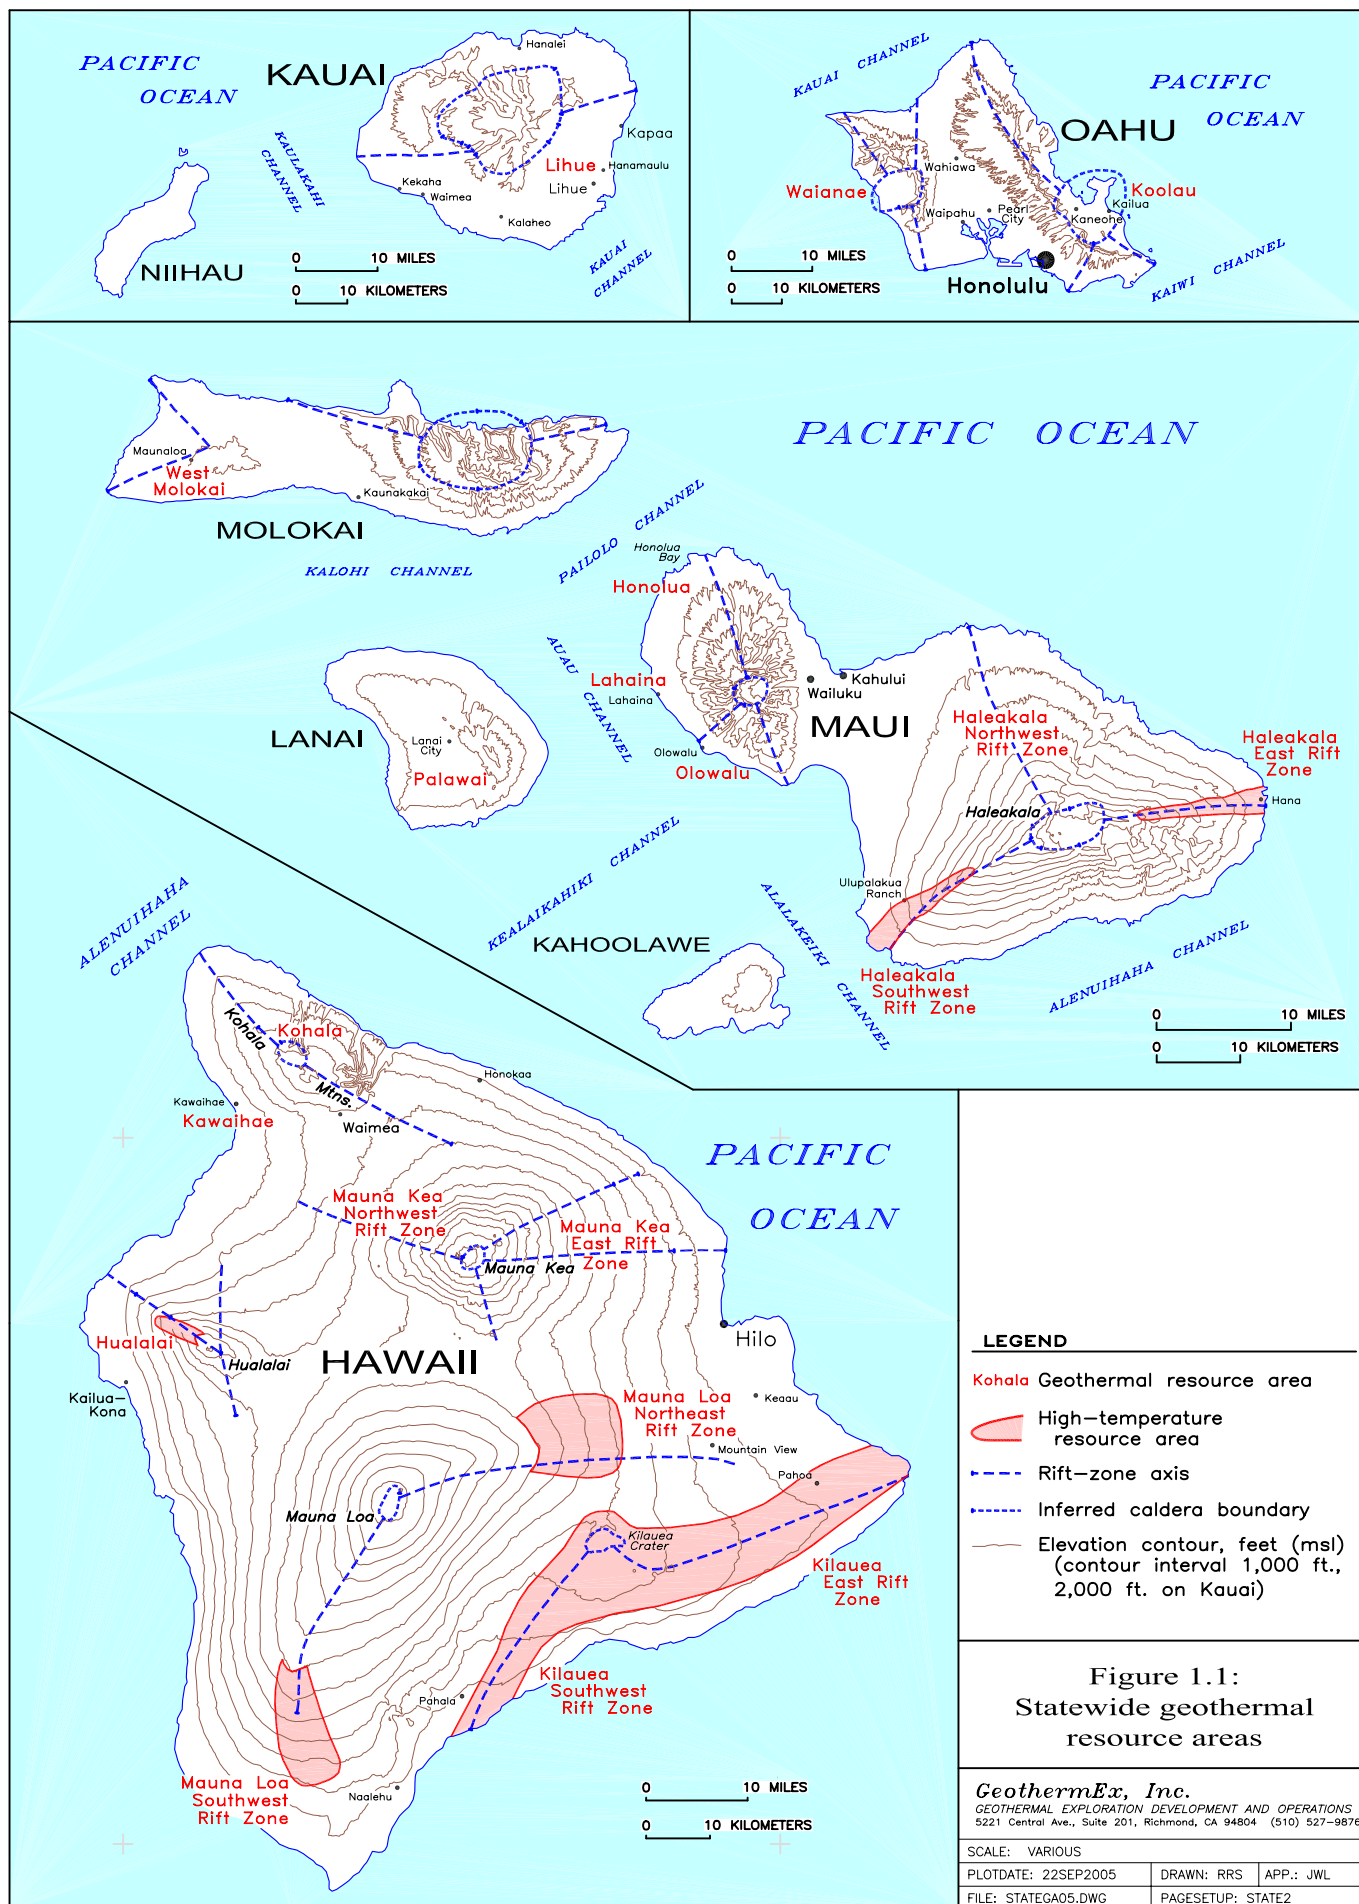 PACIFIC
OCEAN
KAUAI
Hanalei
Kapaa
Lihue
Hanamaulu
Lihue
Kekaha
Waimea
Kalaheo
KAULAKAHI
CHANNEL
NIIHAU
0 10 MILES
0 10 KILOMETERS
KAUAI
CHANNEL
KAUAI CHANNEL
PACIFIC
OCEAN
OAHU
Wahiawa
Waianae
Koolau
Kailua
Kaneohe
Waipahu
Pearl
City
Honolulu
0 10 MILES
0 10 KILOMETERS
KAIWI CHANNEL
PACIFIC OCEAN
Maunaloa
West
Molokai
Kaunakakai
MOLOKAI
KALOHI CHANNEL
PAILOLO CHANNEL
Honolua
Bay
Honolua
AUAU CHANNEL
Lahaina
Lahaina
Wailuku
Kahului
MAUI
Olowalu
Olowalu
LANAI
Lanai
City
Palawai
Haleakala
Northwest
Rift Zone
Haleakala
East Rift
Zone
Hana
Haleakala
Ulupalakua
Ranch
KEALAIKAHIKI CHANNEL
KAHOOLAWE
ALALAKEIKI CHANNEL
Haleakala
Southwest
Rift Zone
ALENUIHAHA CHANNEL
0 10 MILES
0 10 KILOMETERS
ALENUIHAHA
CHANNEL
Kohala
Kohala
Mtns.
Honokaa
Kawaihae
Kawaihae
Waimea
PACIFIC
OCEAN
Mauna Kea
Northwest
Rift Zone
Mauna Kea
East Rift
Zone
Mauna Kea
Hualalai
Hualalai
HAWAII
Hilo
Kailua-
Kona
Mauna Loa
Northeast
Rift Zone
Keaau
Mountain View
Pahoa
Mauna Loa
Kilauea
Crater
Kilauea
East Rift
Zone
Kilauea
Southwest
Rift Zone
Pahala
Mauna Loa
Southwest
Rift Zone
Naalehu
0 10 MILES
0 10 KILOMETERS
LEGEND
Kohala Geothermal resource area
High-temperature
resource area
Rift-zone axis
Inferred caldera boundary
Elevation contour, feet (msl)
(contour interval 1,000 ft.,
2,000 ft. on Kauai)
Figure 1.1:
Statewide geothermal
resource areas
GeothermEx, Inc.
GEOTHERMAL EXPLORATION DEVELOPMENT AND OPERATIONS
5221 Central Ave., Suite 201, Richmond, CA 94804 (510) 527-9876
SCALE: VARIOUS
PLOTDATE: 22SEP2005 DRAWN: RRS APP.: JWL
FILE: STATEGA05.DWG PAGESETUP: STATE2